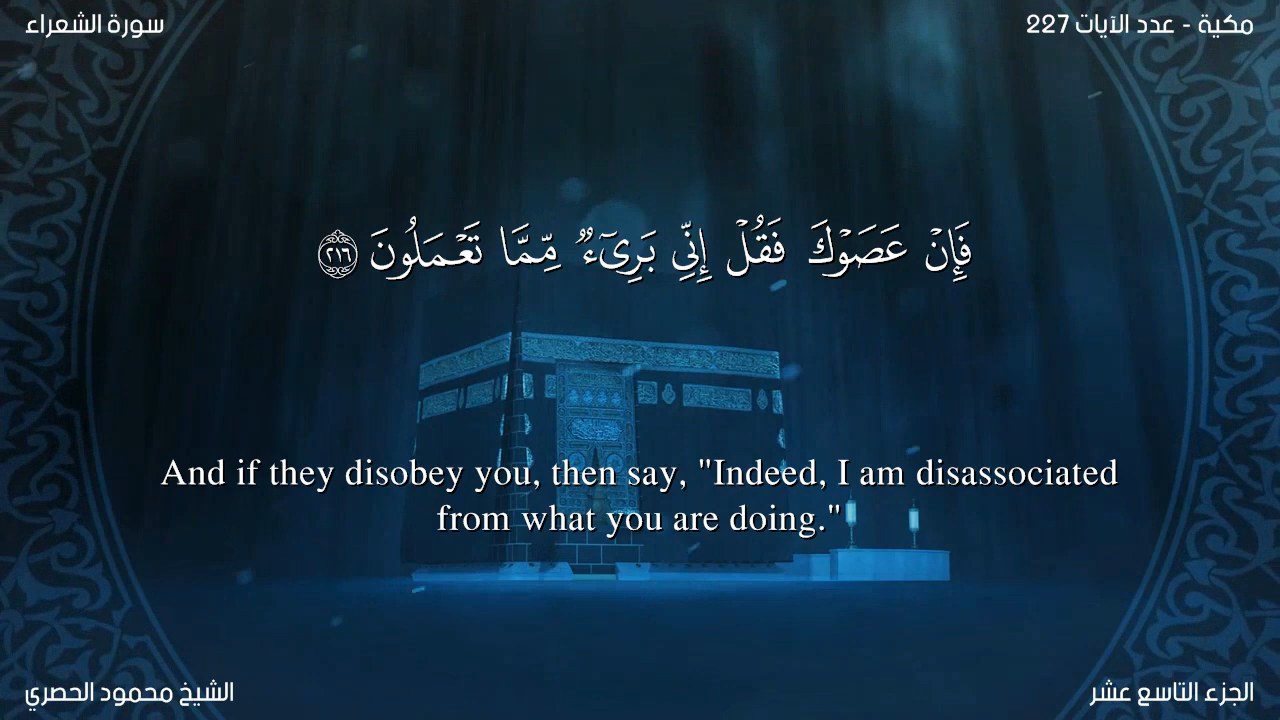 سورة الشعراء
مكية - عدد الآيات 227
فَإِنْ عَصَوْكَ فَقُلْ إِنِّى بَرِىٓءٌ مِّمَّا تَعْمَلُونَ ٢١٦
And if they disobey you, then say, "Indeed, I am disassociated
from what you are doing."
الشيخ محمود الحصري
الجزء التاسع عشر